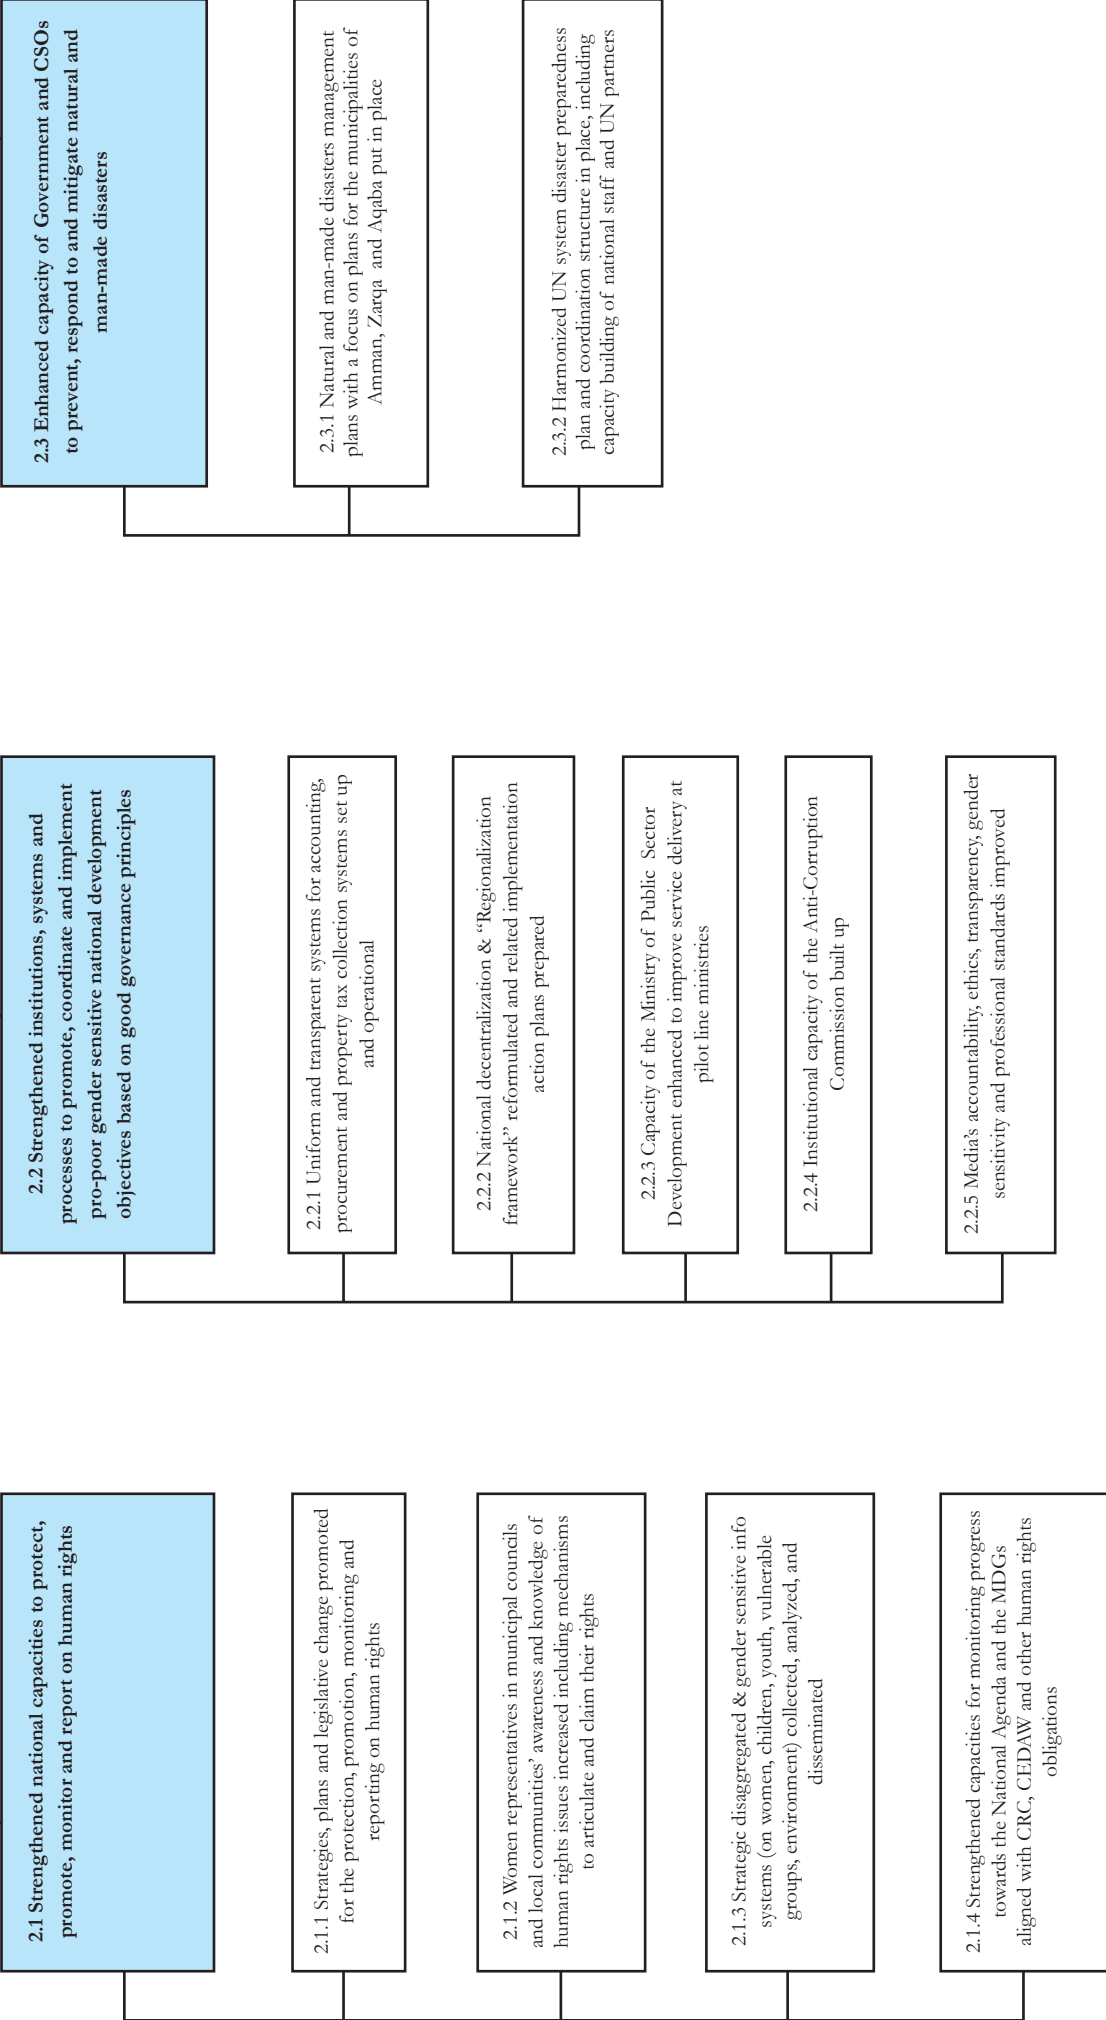 2.1 Strengthened national capacities to protect,
promote, monitor and report on human rights
2.1.1 Strategies, plans and legislative change promoted
for the protection, promotion, monitoring and
reporting on human rights
2.1.2 Women representatives in municipal councils
and local communities’ awareness and knowledge of
human rights issues increased including mechanisms
to articulate and claim their rights
2.1.3 Strategic disaggregated & gender sensitive info
systems (on women, children, youth, vulnerable
groups, environment) collected, analyzed, and
disseminated
2.1.4 Strengthened capacities for monitoring progress
towards the National Agenda and the MDGs
aligned with CRC, CEDAW and other human rights
obligations
2.2 Strengthened institutions, systems and
processes to promote, coordinate and implement
pro-poor gender sensitive national development
objectives based on good governance principles
2.2.1 Uniform and transparent systems for accounting,
procurement and property tax collection systems set up
and operational
2.2.2 National decentralization & “Regionalization
framework” reformulated and related implementation
action plans prepared
2.2.3 Capacity of the Ministry of Public Sector
Development enhanced to improve service delivery at
pilot line ministries
2.2.4 Institutional capacity of the Anti-Corruption
Commission built up
2.2.5 Media’s accountability, ethics, transparency, gender
sensitivity and professional standards improved
2.3 Enhanced capacity of Government and CSOs
to prevent, respond to and mitigate natural and
man-made disasters
2.3.1 Natural and man-made disasters management
plans with a focus on plans for the municipalities of
Amman, Zarqa and Aqaba put in place
2.3.2 Harmonized UN system disaster preparedness
plan and coordination structure in place, including
capacity building of national staff and UN partners